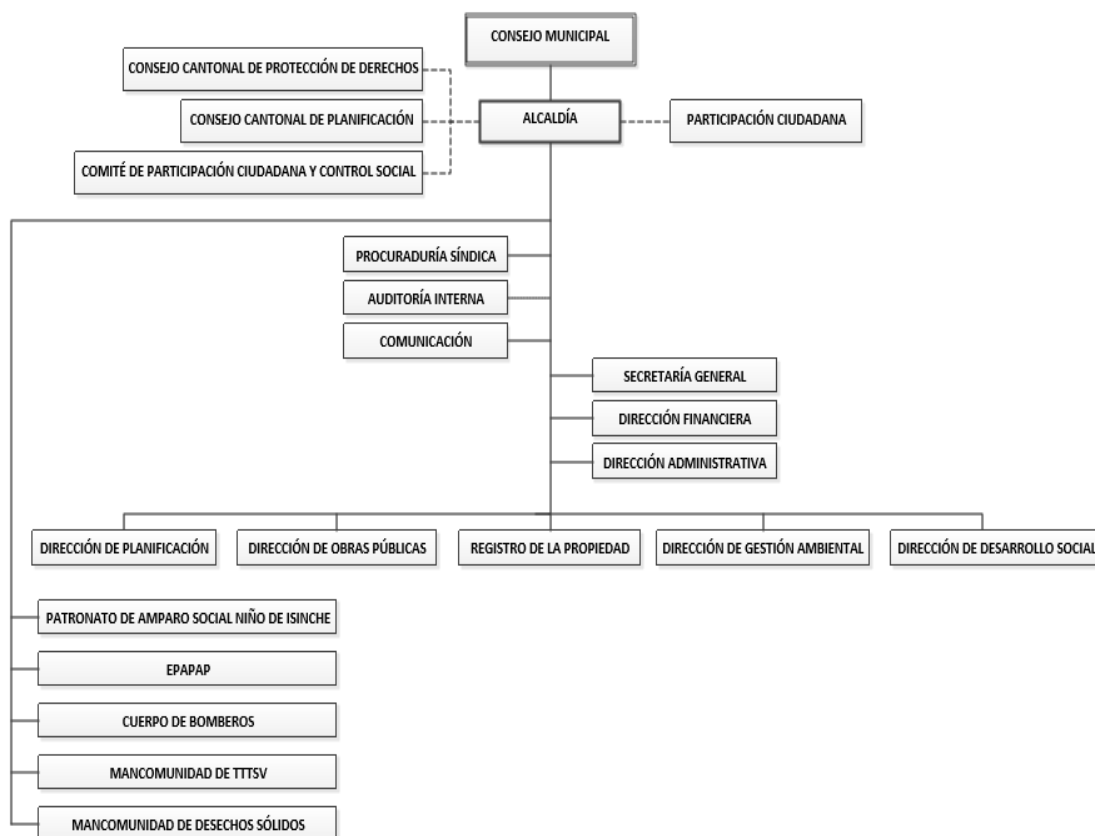 CONSEJO MUNICIPAL
CONSEJO CANTONAL DE PROTECCIÓN DE DERECHOS
CONSEJO CANTONAL DE PLANIFICACIÓN
ALCALDÍA
PARTICIPACIÓN CIUDADANA
COMITÉ DE PARTICIPACIÓN CIUDADANA Y CONTROL SOCIAL
PROCURADURÍA SÍNDICA
AUDITORÍA INTERNA
COMUNICACIÓN
SECRETARÍA GENERAL
DIRECCIÓN FINANCIERA
DIRECCIÓN ADMINISTRATIVA
DIRECCIÓN DE PLANIFICACIÓN
DIRECCIÓN DE OBRAS PÚBLICAS
REGISTRO DE LA PROPIEDAD
DIRECCIÓN DE GESTIÓN AMBIENTAL
DIRECCIÓN DE DESARROLLO SOCIAL
PATRONATO DE AMPARO SOCIAL NIÑO DE ISINCHE
EPAPAP
CUERPO DE BOMBEROS
MANCOMUNIDAD DE TTTSV
MANCOMUNIDAD DE DESECHOS SÓLIDOS